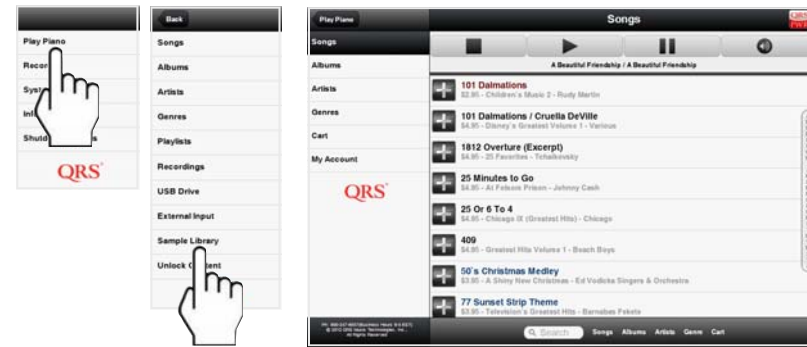 Play Piano
QRS
Back
Songs
Albums
Artists
Genres
Playlists
Recordings
USB Drive
External Input
Sample Library
Unlock
Play Piano
Songs
Albums
Artists
Genres
Cart
My Account
QRS
Songs
QRS
A Beautiful Friendship / A Beautiful Friendship
101 Dalmations
$2.95 - Children's Music 2 - Rudy Martin
101 Dalmations / Cruella DeVille
$4.95 - Disney's Greatest Volume 1 - Various
1812 Overture (Excerpt)
$4.95 - 25 Favorites - Tchaikovsky
25 Minutes to Go
$4.95 - At Folsom Prison - Johnny Cash
25 Or 6 To 4
$4.95 - Chicago IX (Greatest Hits) - Chicago
409
$4.95 - Greatest Hits Volume 1 - Beach Boys
50's Christmas Medley
$3.95 - A Shiny New Christmas - Ed Vodicka Singers & Orchestra
77 Sunset Strip Theme
$3.95 - Television's Greatest Hits - Barnabas Fekete
All Rights Reserved
Search
Songs Albums Artists Genre Cart